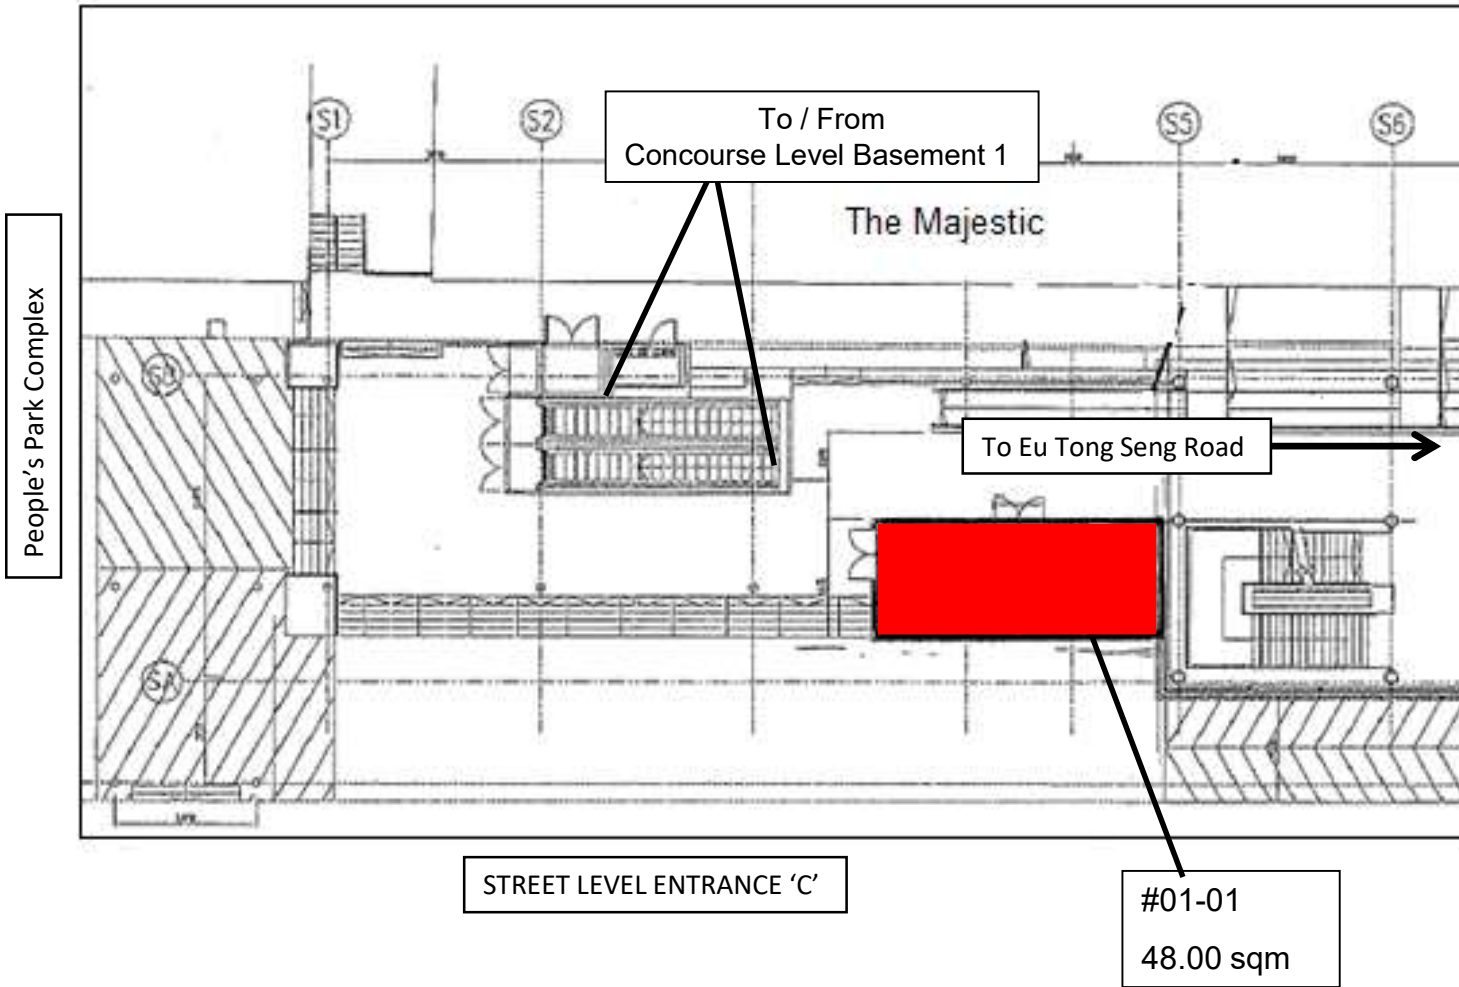 S1
S2
To / From
Concourse Level Basement 1
S5
S6
The Majestic
People's Park Complex
To Eu Tong Seng Road
SA
STREET LEVEL ENTRANCE ‘C’
#01-01
48.00 sqm